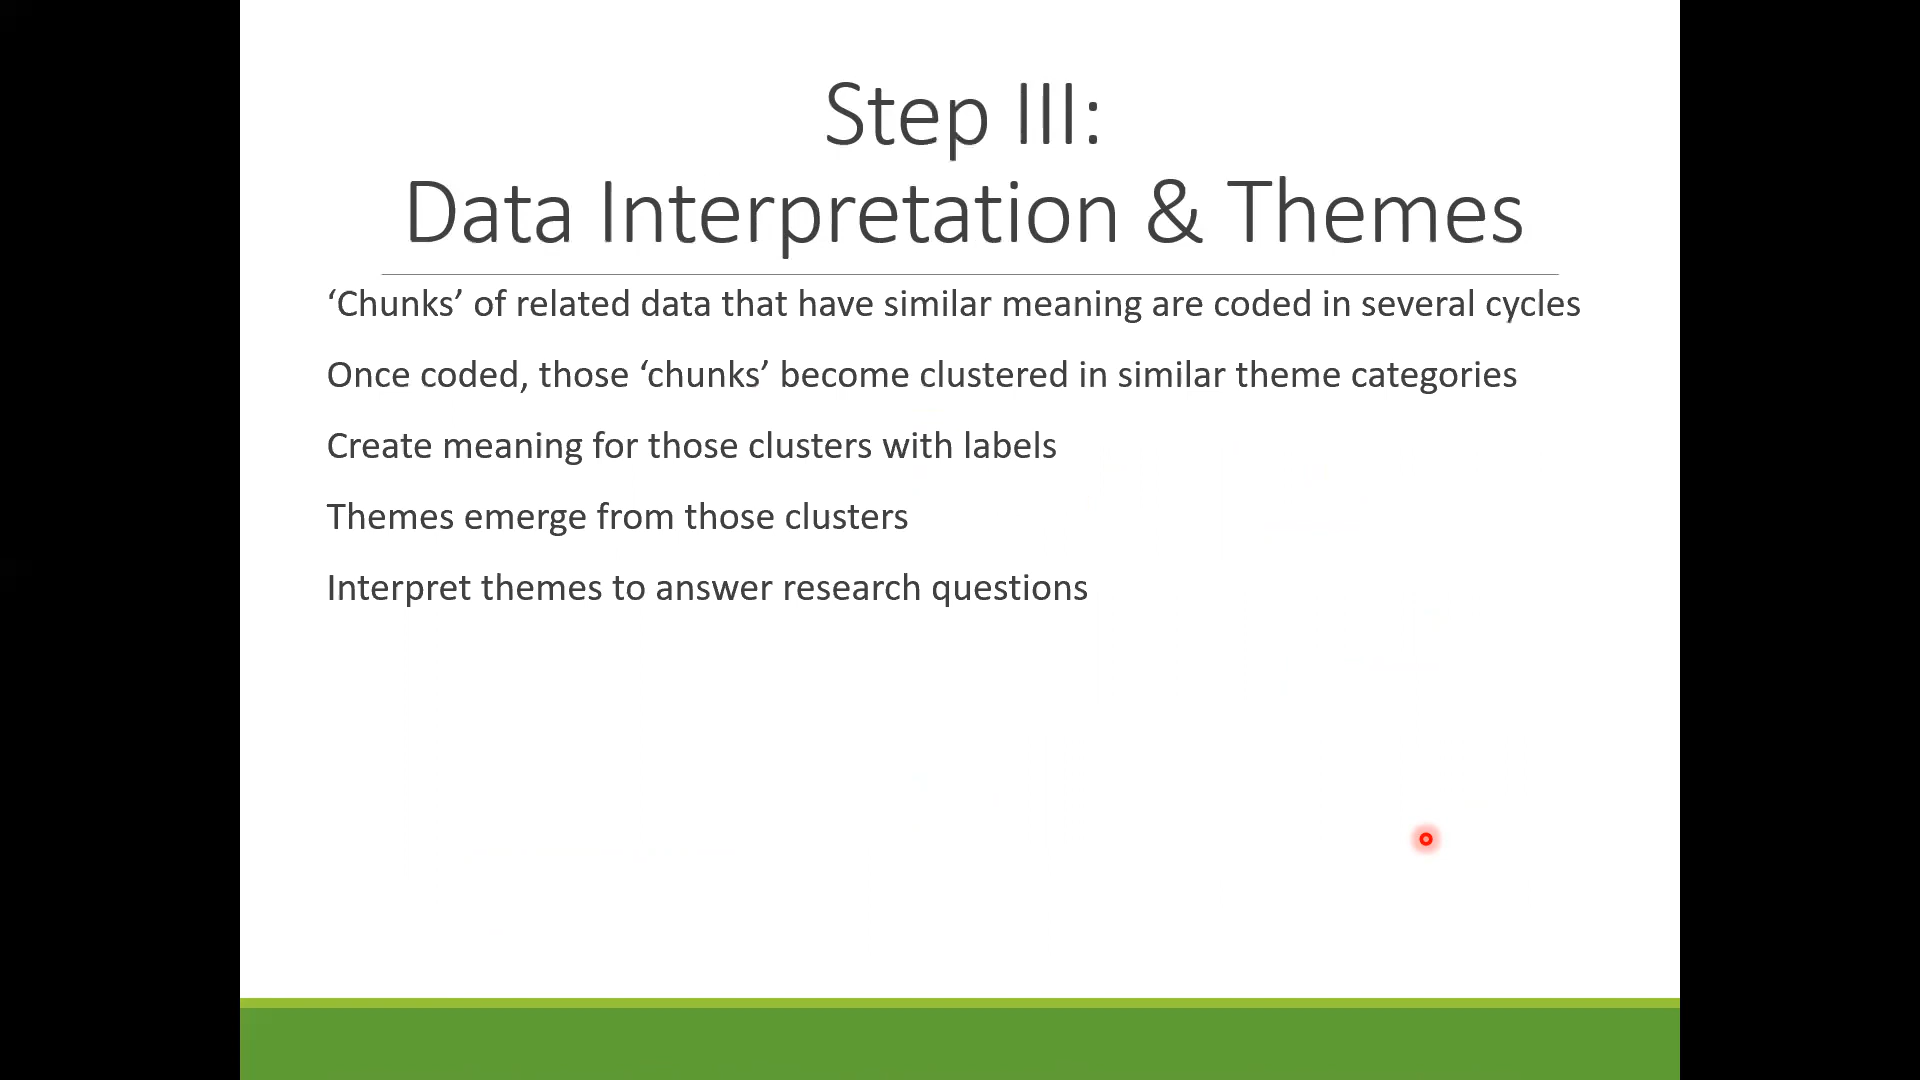 Step III:
Data Interpretation & Themes
‘Chunks’ of related data that have similar meaning are coded in several cycles
Once coded, those ‘chunks’ become clustered in similar theme categories
Create meaning for those clusters with labels
Themes emerge from those clusters
Interpret themes to answer research questions